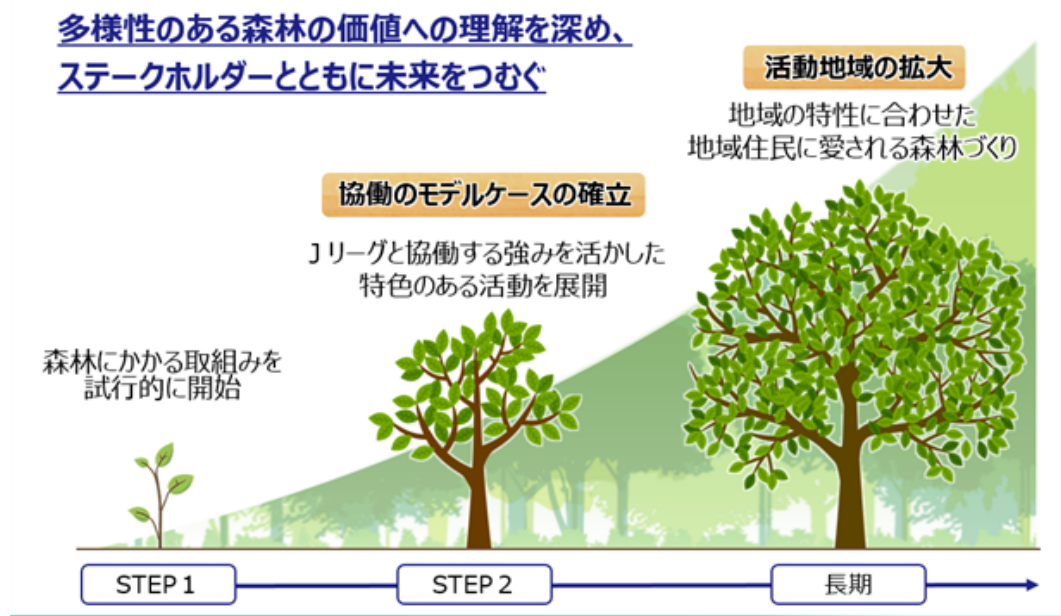 多様性のある森林の価値への理解を深め、
ステークホルダーとともに未来をつむぐ
活動地域の拡大
地域の特性に合わせた
地域住民に愛される森林づくり
協働のモデルケースの確立
Jリーグと協働する強みを活かした
特色のある活動を展開
森林にかかる取組みを
試行的に開始
STEP 1
STEP 2
長期